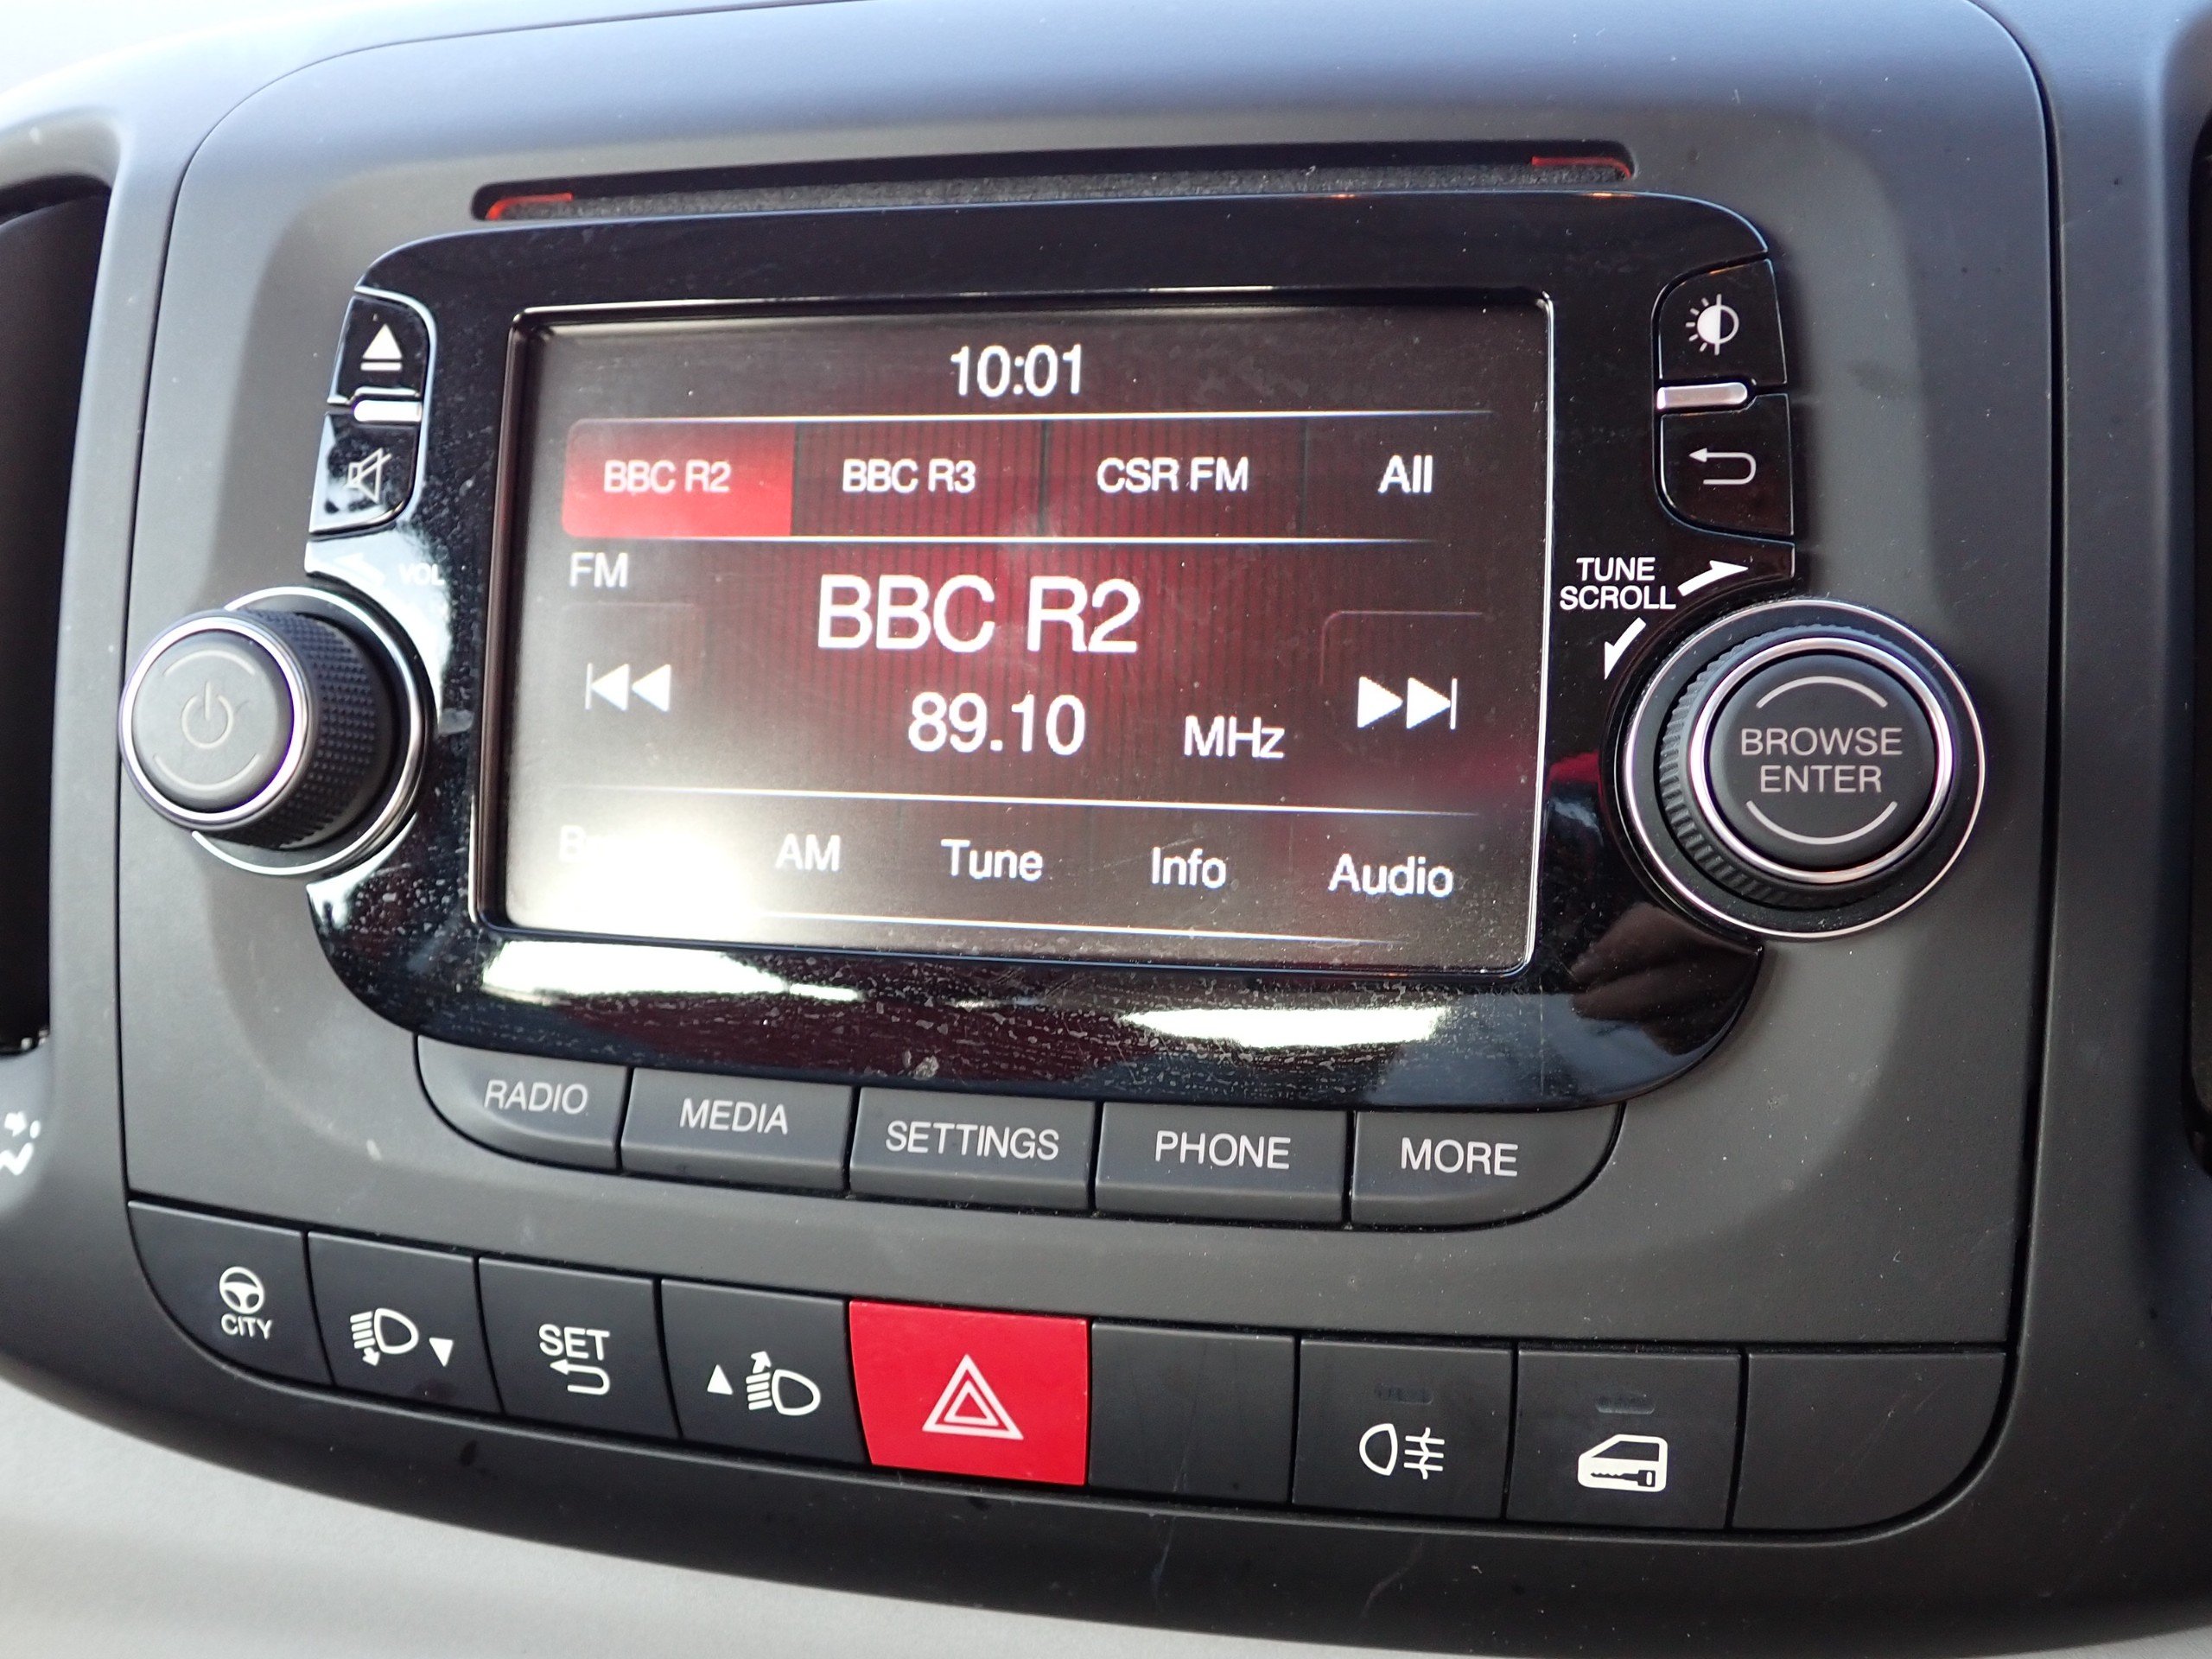 10:01
BBC R2 BBC R3 CSR FM All
FM
BBC R2
89.10 MHz
AM Tune Info Audio
VOL
TUNE
SCROLL
BROWSE
ENTER
RADIO MEDIA SETTINGS PHONE MORE
CITY
SET